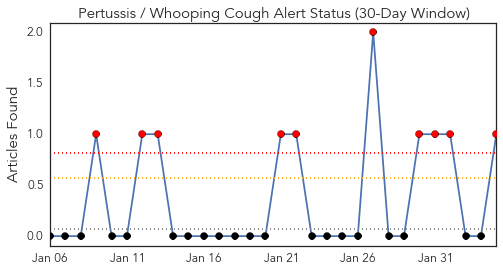 Pertussis / Whooping Cough Alert Status (30-Day Window)
Articles Found
2.0
1.5
1.0
0.5
0.0
Jan 06 Jan 11 Jan 16 Jan 21 Jan 26 Jan 31